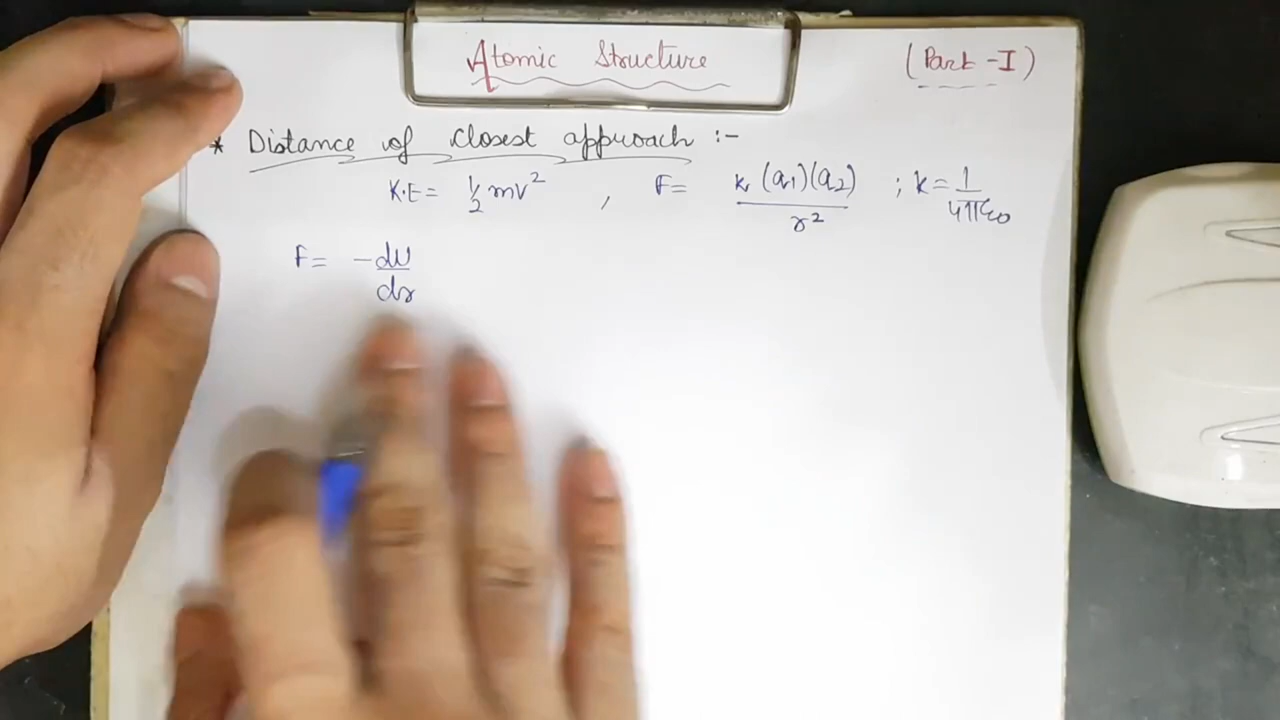 Atomic Structure
(Part-I)
* Distance of closest approach :-
K.E = ½ mv² , F = k (q1)(q2) / r² ; k = 1 / 4πε0
F = -dU / dr